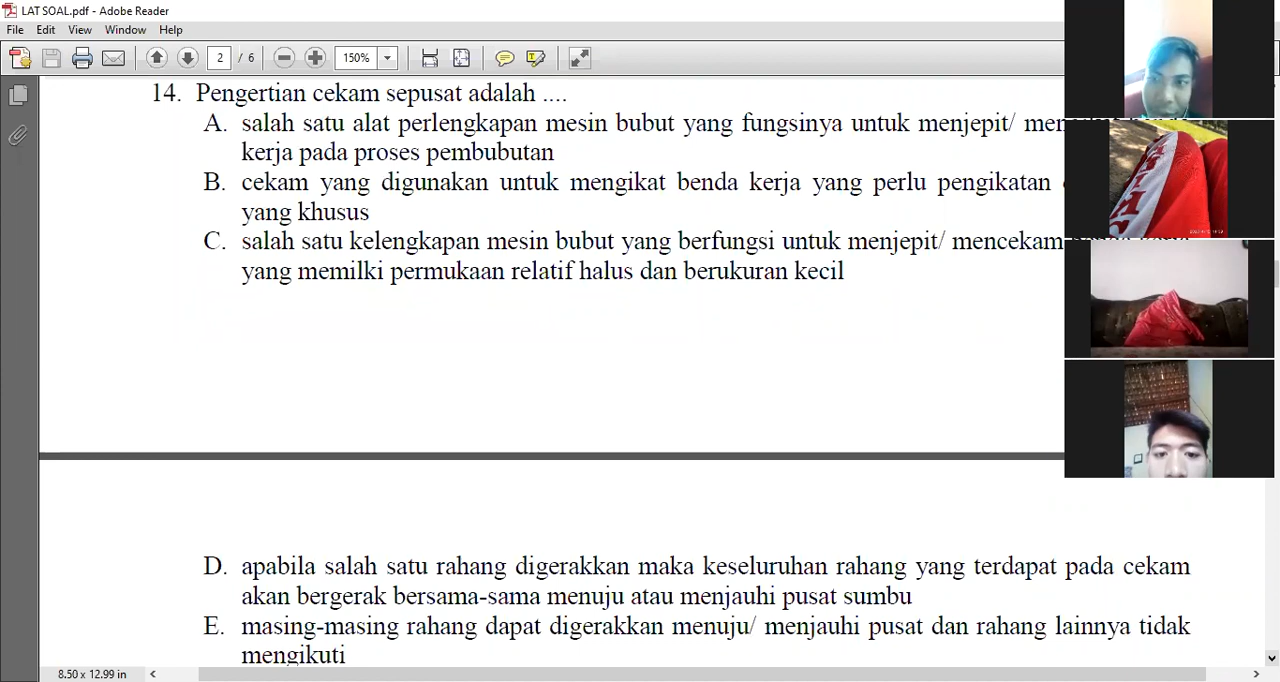 LAT SOAL.pdf - Adobe Reader
File Edit View Window Help
2 / 6 150%
14. Pengertian cekam sepusat adalah ....
A. salah satu alat perlengkapan mesin bubut yang fungsinya untuk menjepit/
kerja pada proses pembubutan
B. cekam yang digunakan untuk mengikat benda kerja yang perlu pengikatan
yang khusus
C. salah satu kelengkapan mesin bubut yang berfungsi untuk menjepit/ mencekam
yang memilki permukaan relatif halus dan berukuran kecil
D. apabila salah satu rahang digerakkan maka keseluruhan rahang yang terdapat pada cekam
akan bergerak bersama-sama menuju atau menjauhi pusat sumbu
E. masing-masing rahang dapat digerakkan menuju/ menjauhi pusat dan rahang lainnya tidak
mengikuti
8.50 x 12.99 in